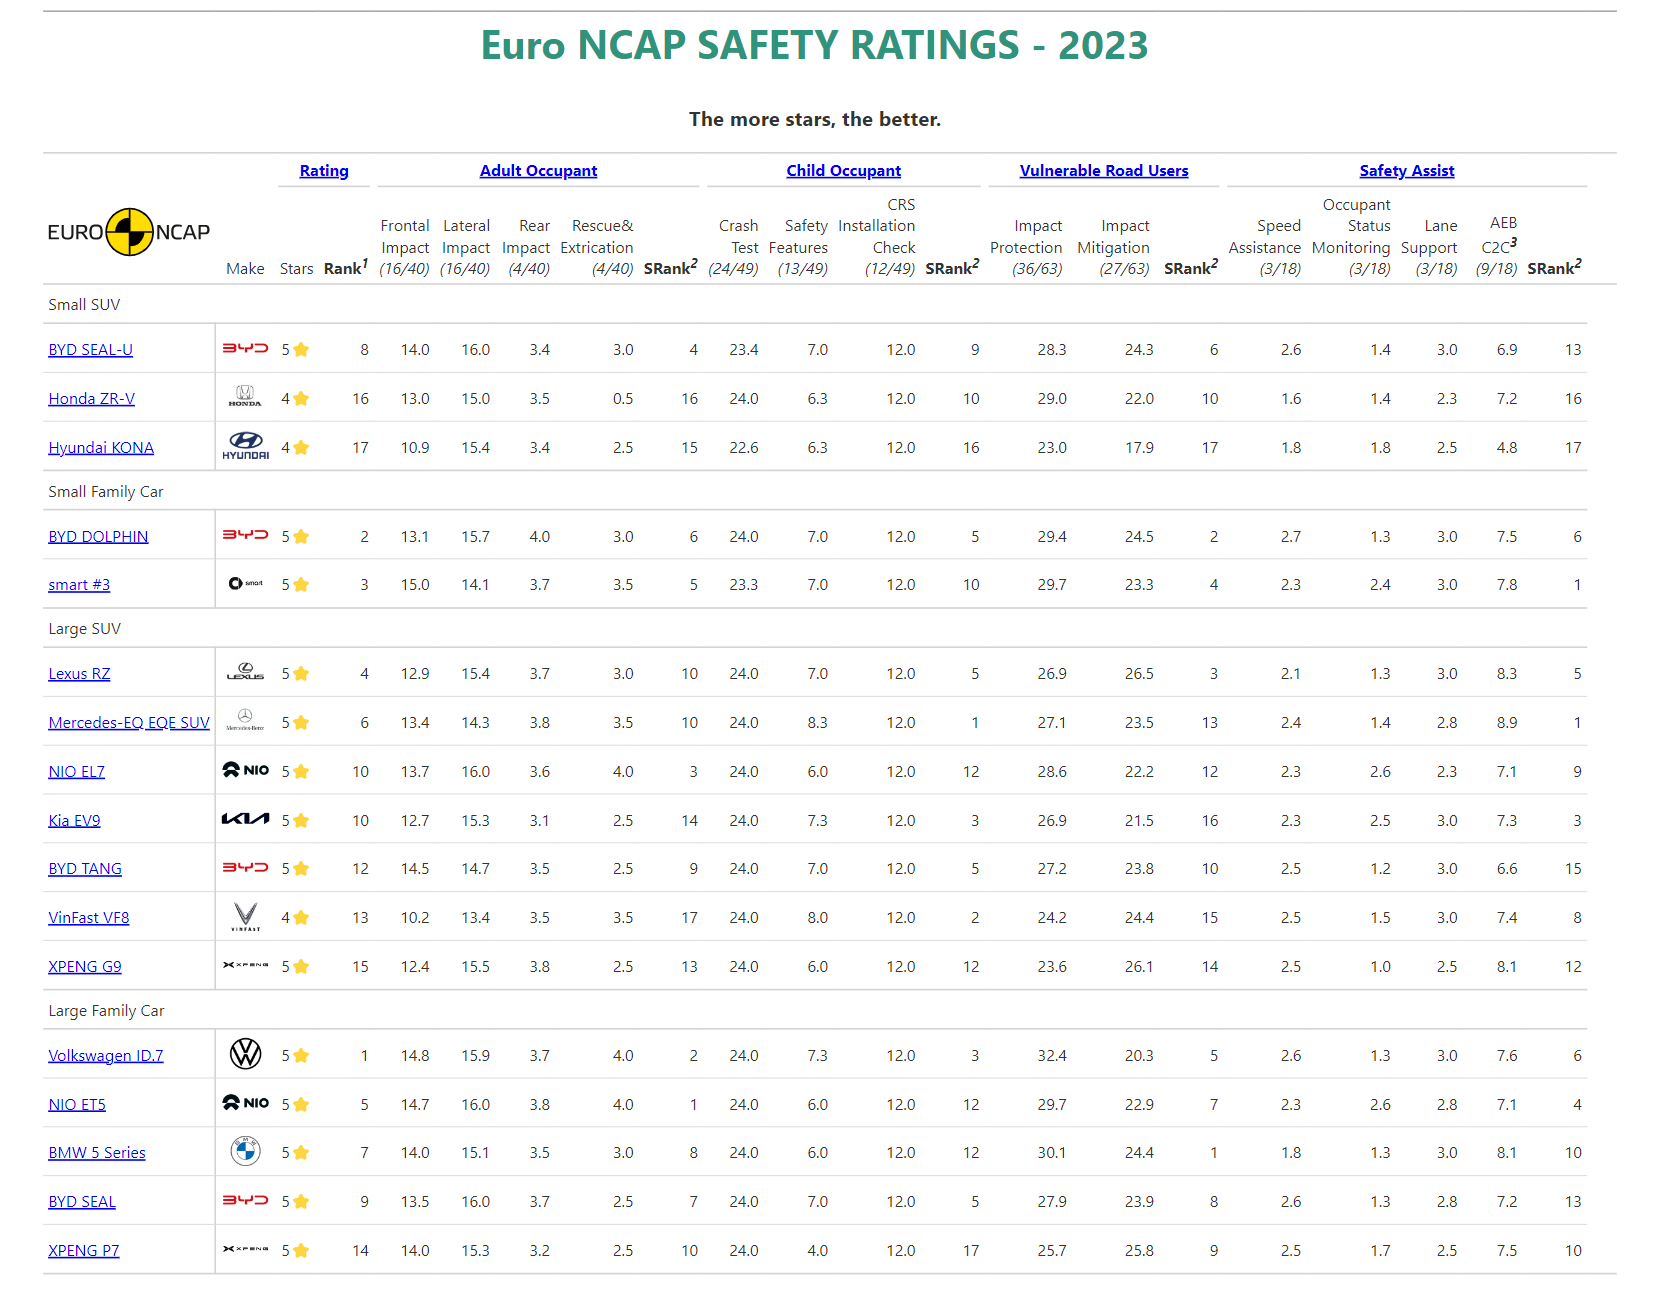 Euro NCAP SAFETY RATINGS - 2023
The more stars, the better.
Rating Adult Occupant Child Occupant Vulnerable Road Users Safety Assist
EURO NCAP Make Stars Rank1 Frontal Impact (16/40) Lateral Impact (16/40) Rear Impact (4/40) Rescue& Extrication (4/40) SRank2 Crash Test (24/49) Safety Features (13/49) CRS Installation Check (12/49) SRank2 Impact Protection (36/63) Impact Mitigation (27/63) SRank2 Speed Assistance (3/18) Occupant Status Monitoring (3/18) Lane Support (3/18) AEB C2C3 (9/18) SRank2
Small SUV
BYD SEAL-U BYD 5 8 14.0 16.0 3.4 3.0 4 23.4 7.0 12.0 9 28.3 24.3 6 2.6 1.4 3.0 6.9 13
Honda ZR-V HONDA 4 16 13.0 15.0 3.5 0.5 16 24.0 6.3 12.0 10 29.0 22.0 10 1.6 1.4 2.3 7.2 16
Hyundai KONA HYUNDAI 4 17 10.9 15.4 3.4 2.5 15 22.6 6.3 12.0 16 23.0 17.9 17 1.8 1.8 2.5 4.8 17
Small Family Car
BYD DOLPHIN BYD 5 2 13.1 15.7 4.0 3.0 6 24.0 7.0 12.0 5 29.4 24.5 2 2.7 1.3 3.0 7.5 6
smart #3 smart 5 3 15.0 14.1 3.7 3.5 5 23.3 7.0 12.0 10 29.7 23.3 4 2.3 2.4 3.0 7.8 1
Large SUV
Lexus RZ LEXUS 5 4 12.9 15.4 3.7 3.0 10 24.0 7.0 12.0 5 26.9 26.5 3 2.1 1.3 3.0 8.3 5
Mercedes-EQ EQE SUV Mercedes-Benz 5 6 13.4 14.3 3.8 3.5 10 24.0 8.3 12.0 1 27.1 23.5 13 2.4 1.4 2.8 8.9 1
NIO EL7 NIO 5 10 13.7 16.0 3.6 4.0 3 24.0 6.0 12.0 12 28.6 22.2 12 2.3 2.6 2.3 7.1 9
Kia EV9 KIA 5 10 12.7 15.3 3.1 2.5 14 24.0 7.3 12.0 3 26.9 21.5 16 2.3 2.5 3.0 7.3 3
BYD TANG BYD 5 12 14.5 14.7 3.5 2.5 9 24.0 7.0 12.0 5 27.2 23.8 10 2.5 1.2 3.0 6.6 15
VinFast VF8 VINFAST 4 13 10.2 13.4 3.5 3.5 17 24.0 8.0 12.0 2 24.2 24.4 15 2.5 1.5 3.0 7.4 8
XPENG G9 XPENG 5 15 12.4 15.5 3.8 2.5 13 24.0 6.0 12.0 12 23.6 26.1 14 2.5 1.0 2.5 8.1 12
Large Family Car
Volkswagen ID.7 VW 5 1 14.8 15.9 3.7 4.0 2 24.0 7.3 12.0 3 32.4 20.3 5 2.6 1.3 3.0 7.6 6
NIO ET5 NIO 5 5 14.7 16.0 3.8 4.0 1 24.0 6.0 12.0 12 29.7 22.9 7 2.3 2.6 2.8 7.1 4
BMW 5 Series BMW 5 7 14.0 15.1 3.5 3.0 8 24.0 6.0 12.0 12 30.1 24.4 1 1.8 1.3 3.0 8.1 10
BYD SEAL BYD 5 9 13.5 16.0 3.7 2.5 7 24.0 7.0 12.0 5 27.9 23.9 8 2.6 1.3 2.8 7.2 13
XPENG P7 XPENG 5 14 14.0 15.3 3.2 2.5 10 24.0 4.0 12.0 17 25.7 25.8 9 2.5 1.7 2.5 7.5 10